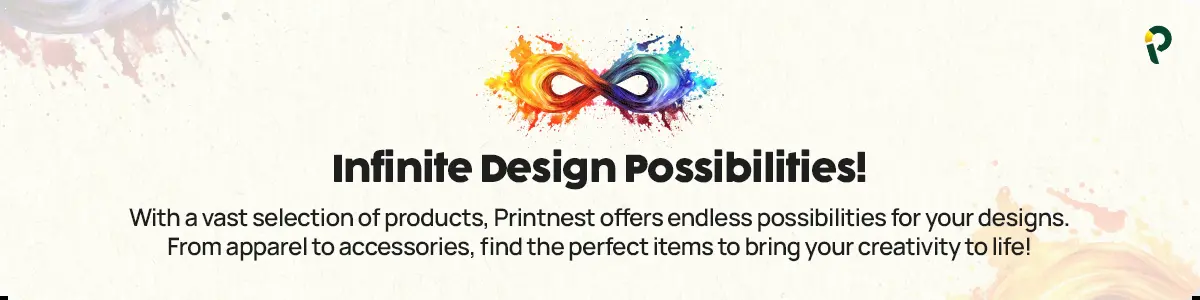 Infinite Design Possibilities!
With a vast selection of products, Printnest offers endless possibilities for your designs.
From apparel to accessories, find the perfect items to bring your creativity to life!